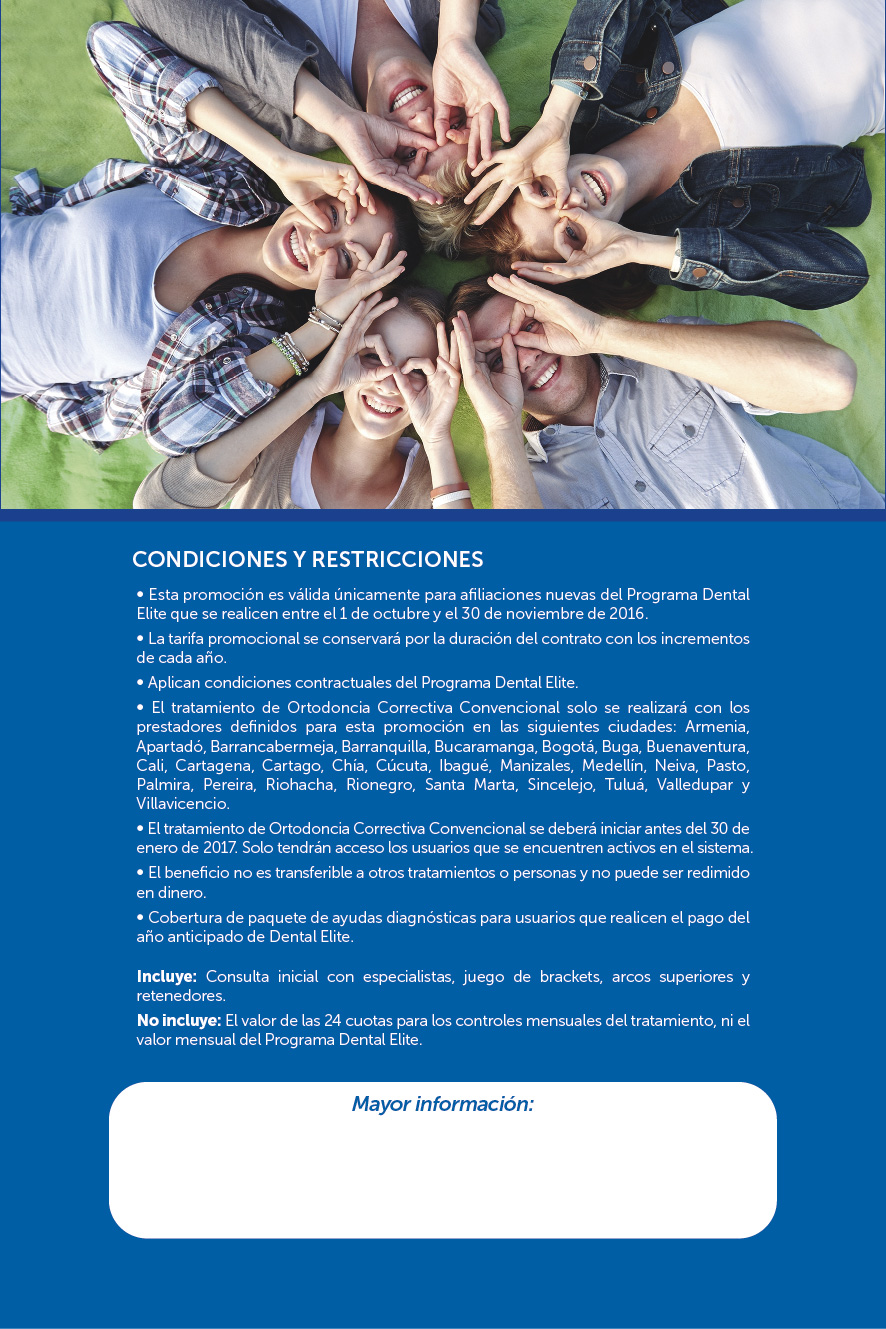 CONDICIONES Y RESTRICCIONES
• Esta promoción es válida únicamente para afiliaciones nuevas del Programa Dental
Elite que se realicen entre el 1 de octubre y el 30 de noviembre de 2016.
• La tarifa promocional se conservará por la duración del contrato con los incrementos
de cada año.
• Aplican condiciones contractuales del Programa Dental Elite.
• El tratamiento de Ortodoncia Correctiva Convencional solo se realizará con los
prestadores definidos para esta promoción en las siguientes ciudades: Armenia,
Apartadó, Barrancabermeja, Barranquilla, Bucaramanga, Bogotá, Buga, Buenaventura,
Cali, Cartagena, Cartago, Chía, Cúcuta, Ibagué, Manizales, Medellín, Neiva, Pasto,
Palmira, Pereira, Riohacha, Rionegro, Santa Marta, Sincelejo, Tuluá, Valledupar y
Villavicencio.
• El tratamiento de Ortodoncia Correctiva Convencional se deberá iniciar antes del 30 de
enero de 2017. Solo tendrán acceso los usuarios que se encuentren activos en el sistema.
• El beneficio no es transferible a otros tratamientos o personas y no puede ser redimido
en dinero.
• Cobertura de paquete de ayudas diagnósticas para usuarios que realicen el pago del
año anticipado de Dental Elite.
Incluye: Consulta inicial con especialistas, juego de brackets, arcos superiores y
retenedores.
No incluye: El valor de las 24 cuotas para los controles mensuales del tratamiento, ni el
valor mensual del Programa Dental Elite.
Mayor información: